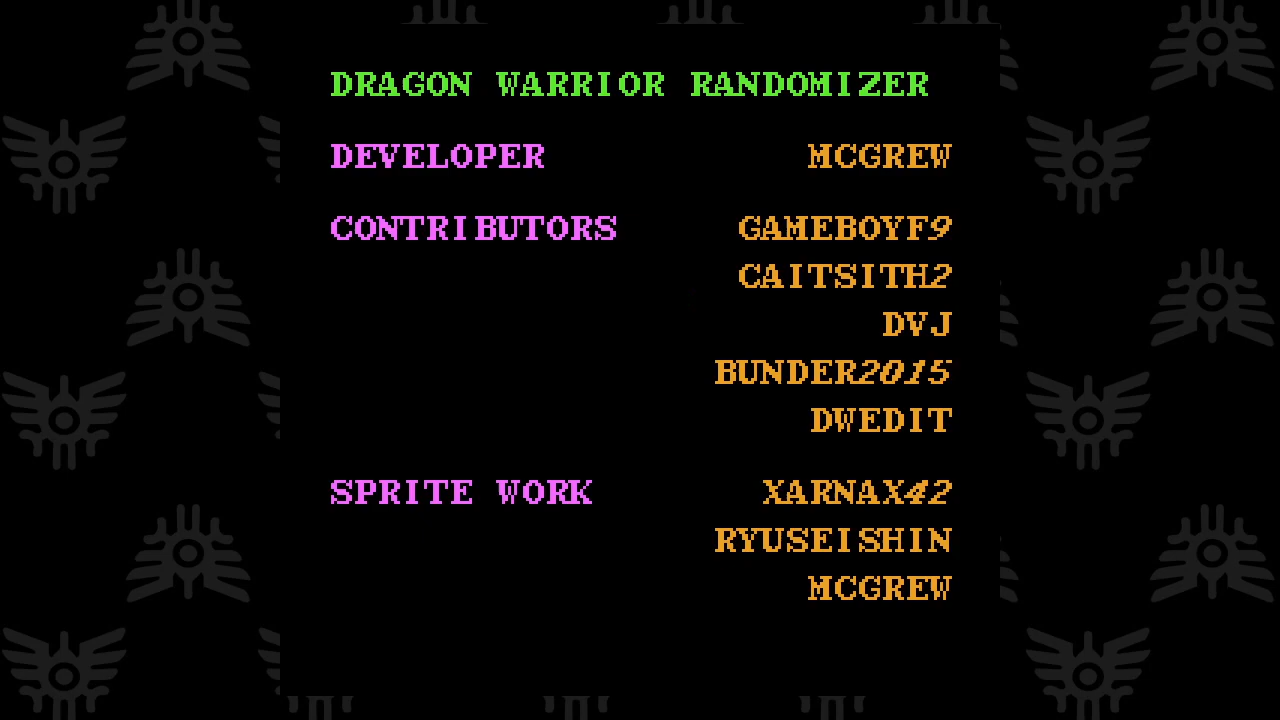 DRAGON WARRIOR RANDOMIZER
DEVELOPER MCGREW
CONTRIBUTORS GAMEBOYF9
CAITSITH2
DVJ
BUNDER2015
DWEDIT
SPRITE WORK XARNAX42
RYUSEISHIN
MCGREW